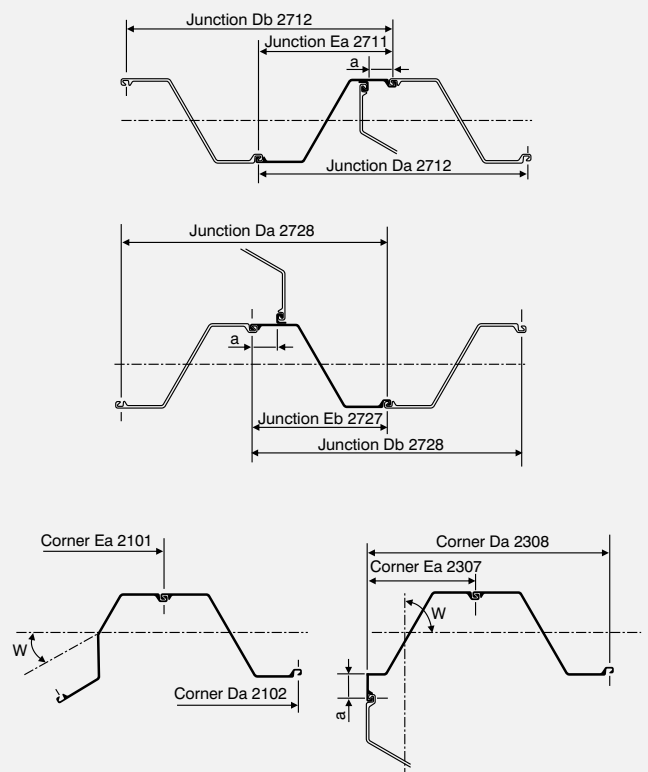 Junction Db 2712
Junction Ea 2711
a
Junction Da 2712
Junction Da 2728
a
Junction Eb 2727
Junction Db 2728
Corner Ea 2101
W
Corner Da 2102
Corner Da 2308
Corner Ea 2307
W
a